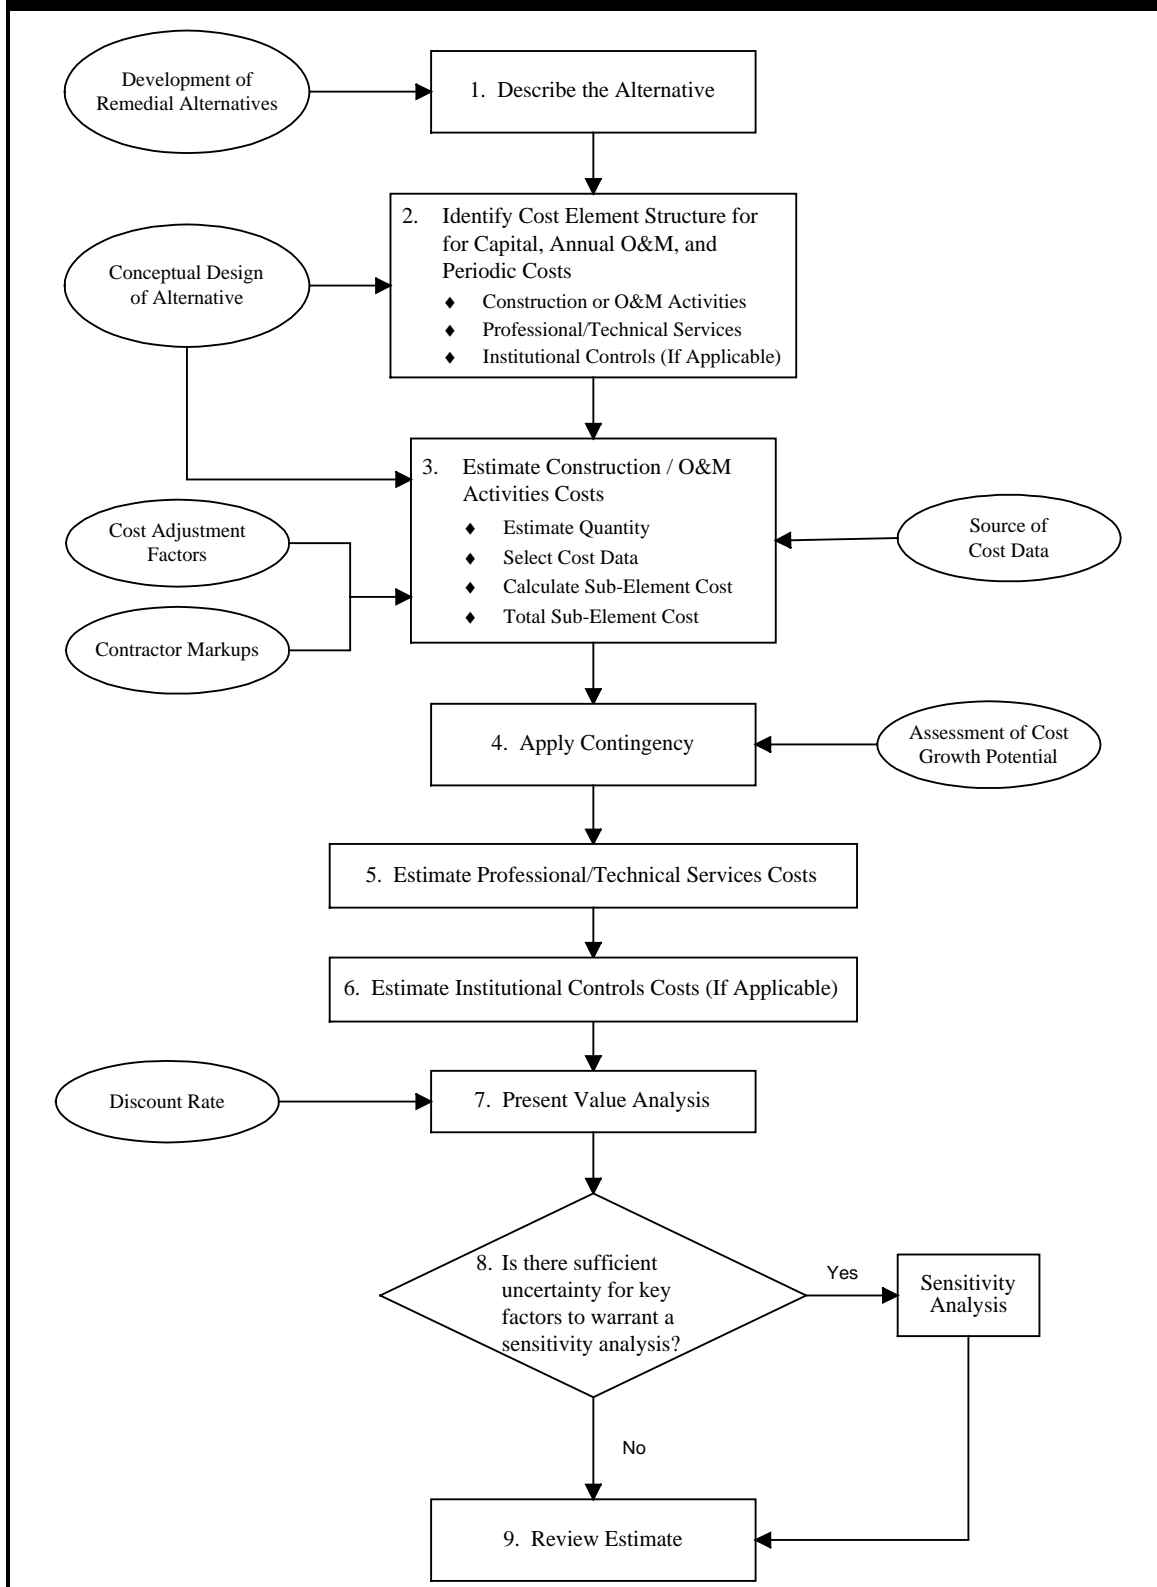 Development of
Remedial Alternatives
1. Describe the Alternative
2. Identify Cost Element Structure for
for Capital, Annual O&M, and
Periodic Costs
♦ Construction or O&M Activities
♦ Professional/Technical Services
♦ Institutional Controls (If Applicable)
Conceptual Design
of Alternative
3. Estimate Construction / O&M
Activities Costs
♦ Estimate Quantity
♦ Select Cost Data
♦ Calculate Sub-Element Cost
♦ Total Sub-Element Cost
Cost Adjustment
Factors
Source of
Cost Data
Contractor Markups
4. Apply Contingency
Assessment of Cost
Growth Potential
5. Estimate Professional/Technical Services Costs
6. Estimate Institutional Controls Costs (If Applicable)
Discount Rate
7. Present Value Analysis
8. Is there sufficient
uncertainty for key
factors to warrant a
sensitivity analysis?
Yes
Sensitivity
Analysis
No
9. Review Estimate